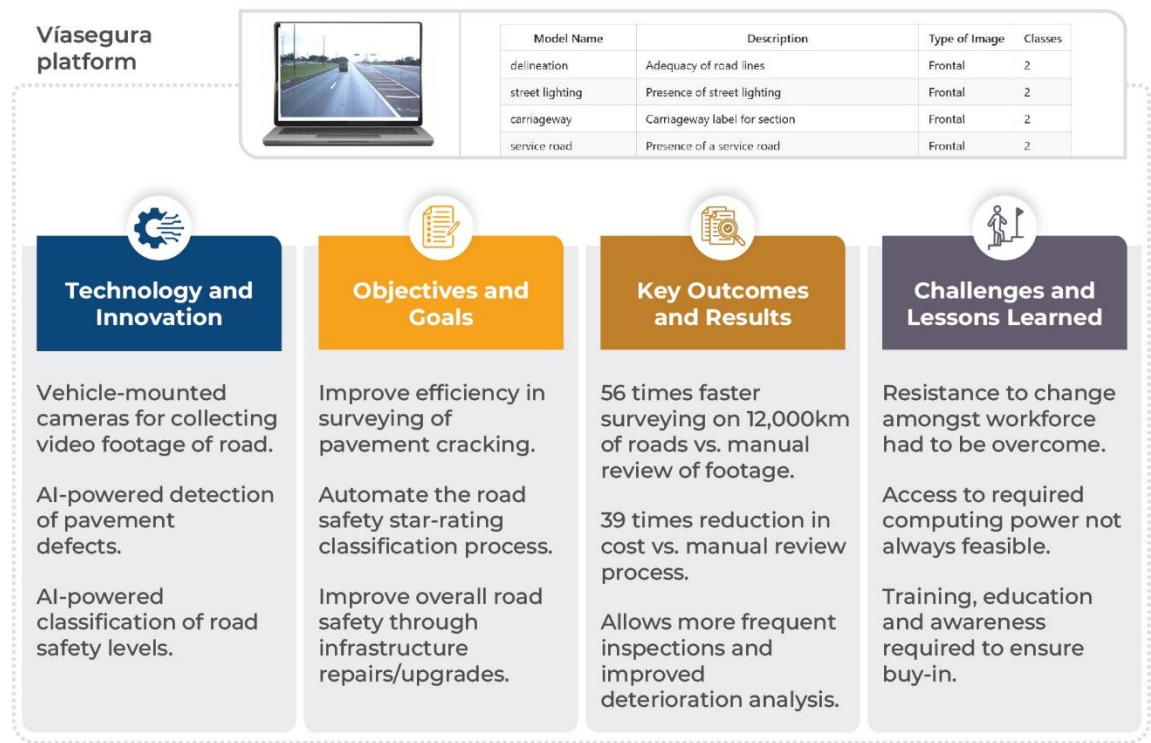 Víasegura
platform
Model Name Description Type of Image Classes
delineation Adequacy of road lines Frontal 2
street lighting Presence of street lighting Frontal 2
carriageway Carriageway label for section Frontal 2
service road Presence of a service road Frontal 2
Technology and
Innovation
Vehicle-mounted
cameras for collecting
video footage of road.
AI-powered detection
of pavement
defects.
AI-powered
classification of road
safety levels.
Objectives and
Goals
Improve efficiency in
surveying of
pavement cracking.
Automate the road
safety star-rating
classification process.
Improve overall road
safety through
infrastructure
repairs/upgrades.
Key Outcomes
and Results
56 times faster
surveying on 12,000km
of roads vs. manual
review of footage.
39 times reduction in
cost vs. manual review
process.
Allows more frequent
inspections and
improved
deterioration analysis.
Challenges and
Lessons Learned
Resistance to change
amongst workforce
had to be overcome.
Access to required
computing power not
always feasible.
Training, education
and awareness
required to ensure
buy-in.